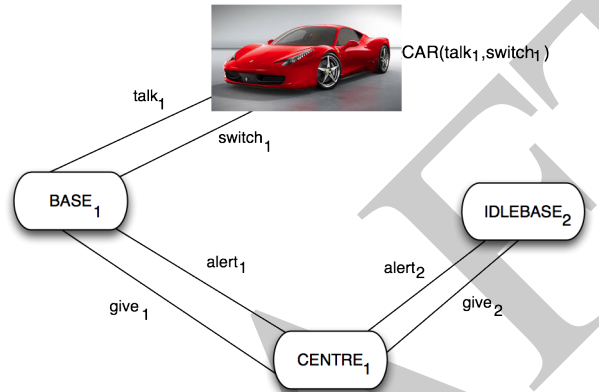 CAR(talk1,switch1)
talk1
switch1
BASE1
IDLEBASE2
alert1
alert2
give1
give2
CENTRE1